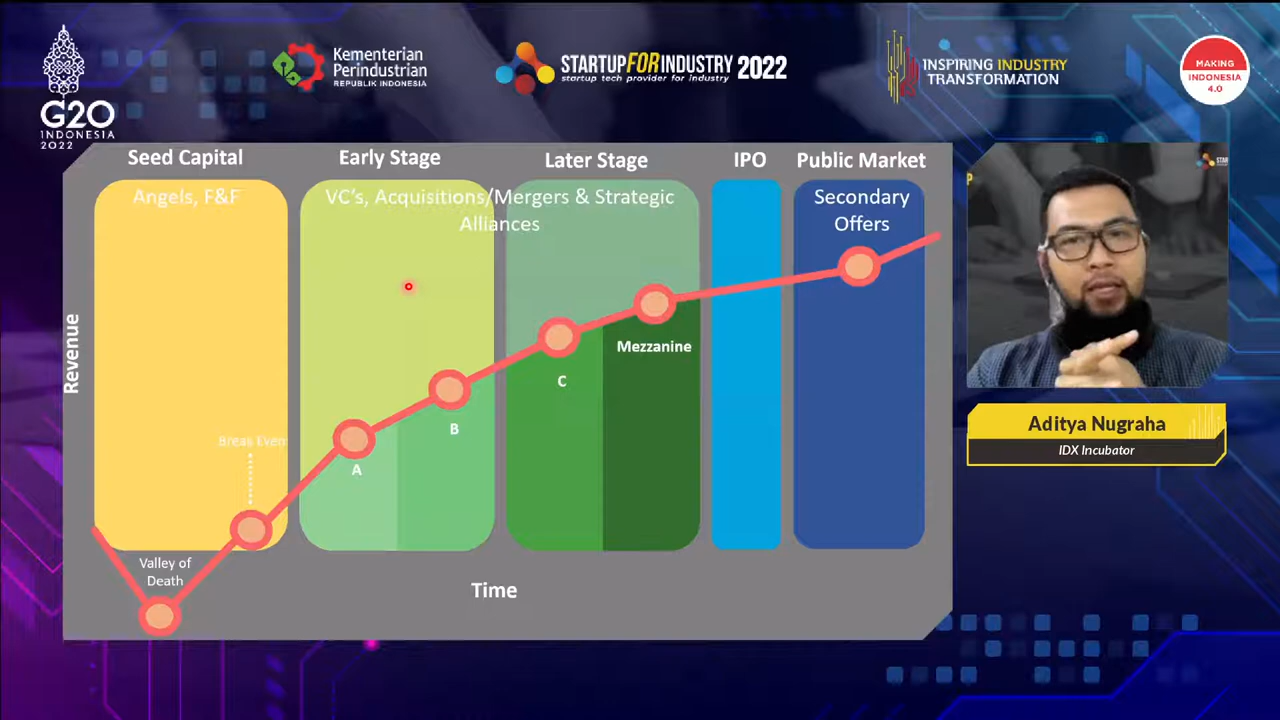 G20
INDONESIA
2022
Kementerian
Perindustrian
REPUBLIK INDONESIA
STARTUPFORINDUSTRY 2022
startup tech provider for industry
INSPIRING INDUSTRY
TRANSFORMATION
MAKING
INDONESIA
4.0
Seed Capital
Early Stage
Later Stage
IPO
Public Market
Angels, F&F
VC's, Acquisitions/Mergers & Strategic
Alliances
Secondary
Offers
Revenue
Break Even
Valley of
Death
A
B
C
Mezzanine
Time
STAR
P
Aditya Nugraha
IDX Incubator